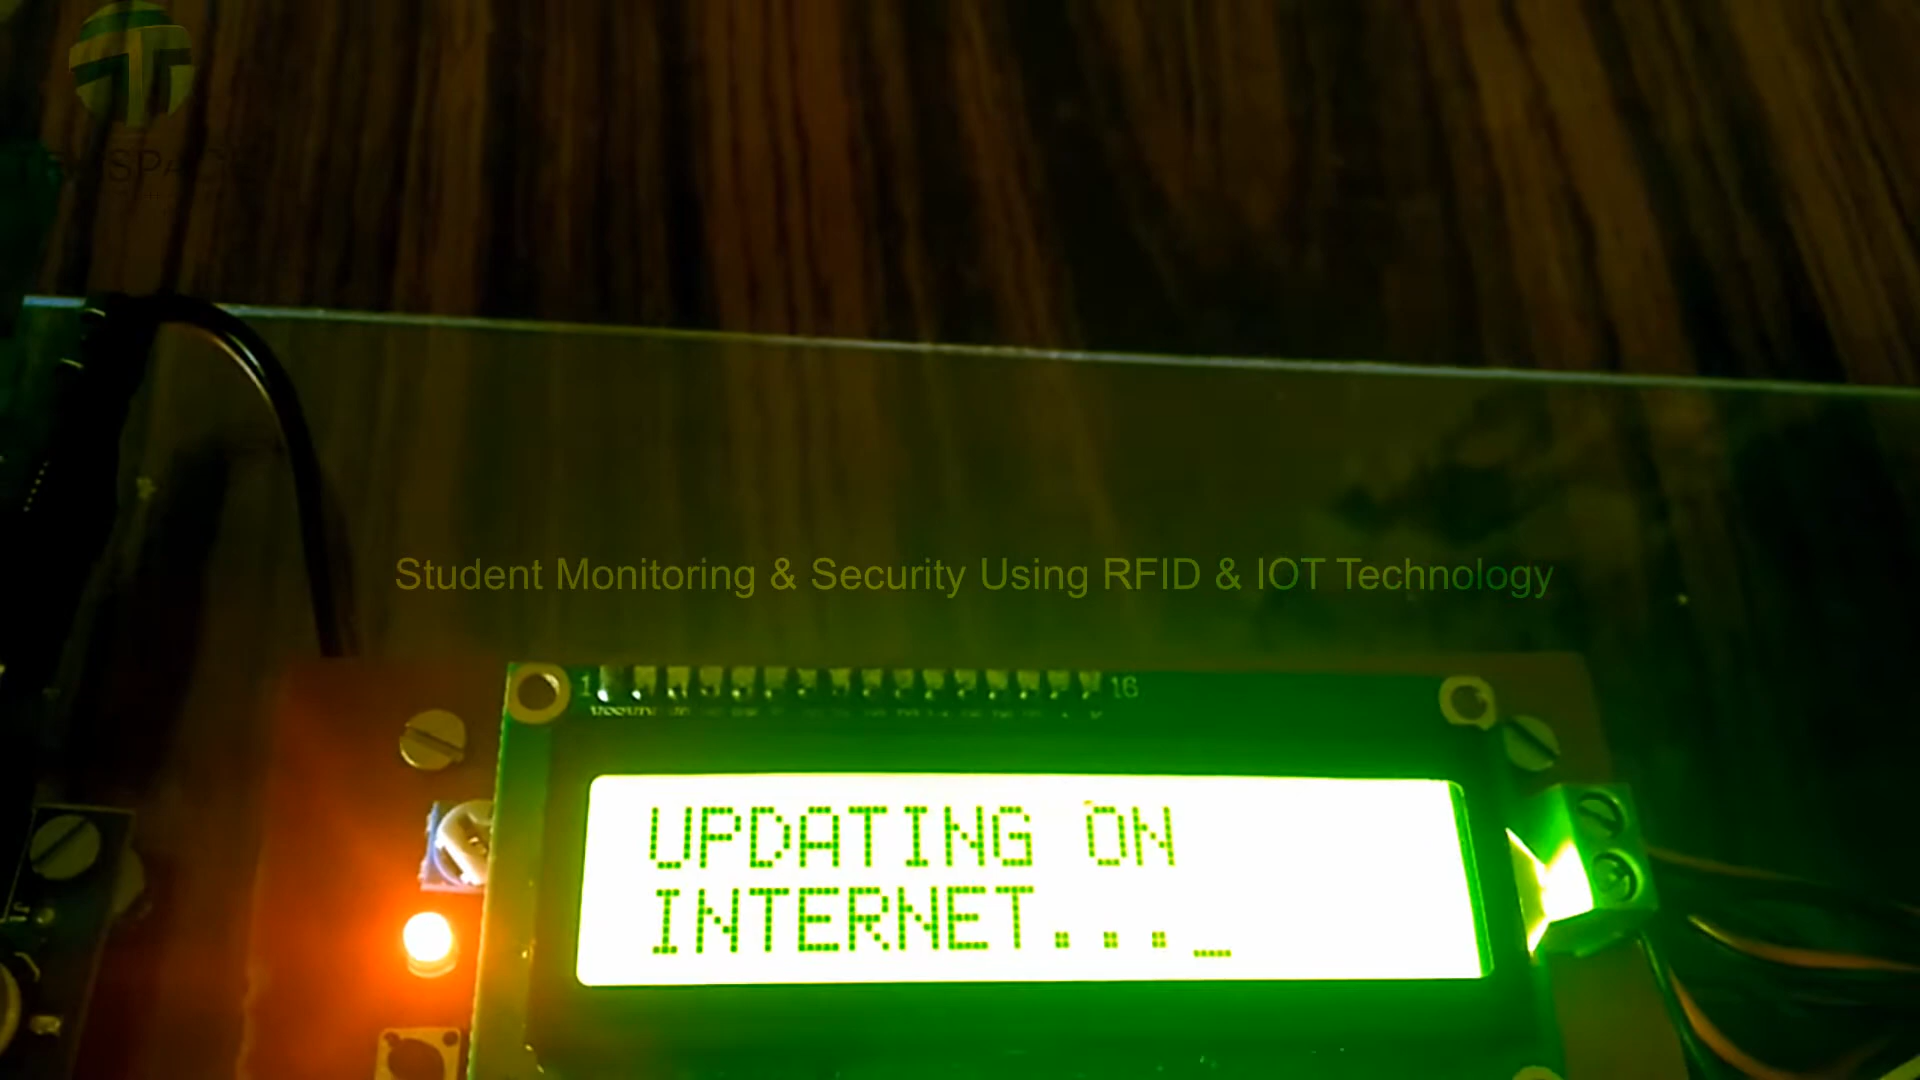 Student Monitoring & Security Using RFID & IOT Technology
1
16
UPDATING ON
INTERNET..._